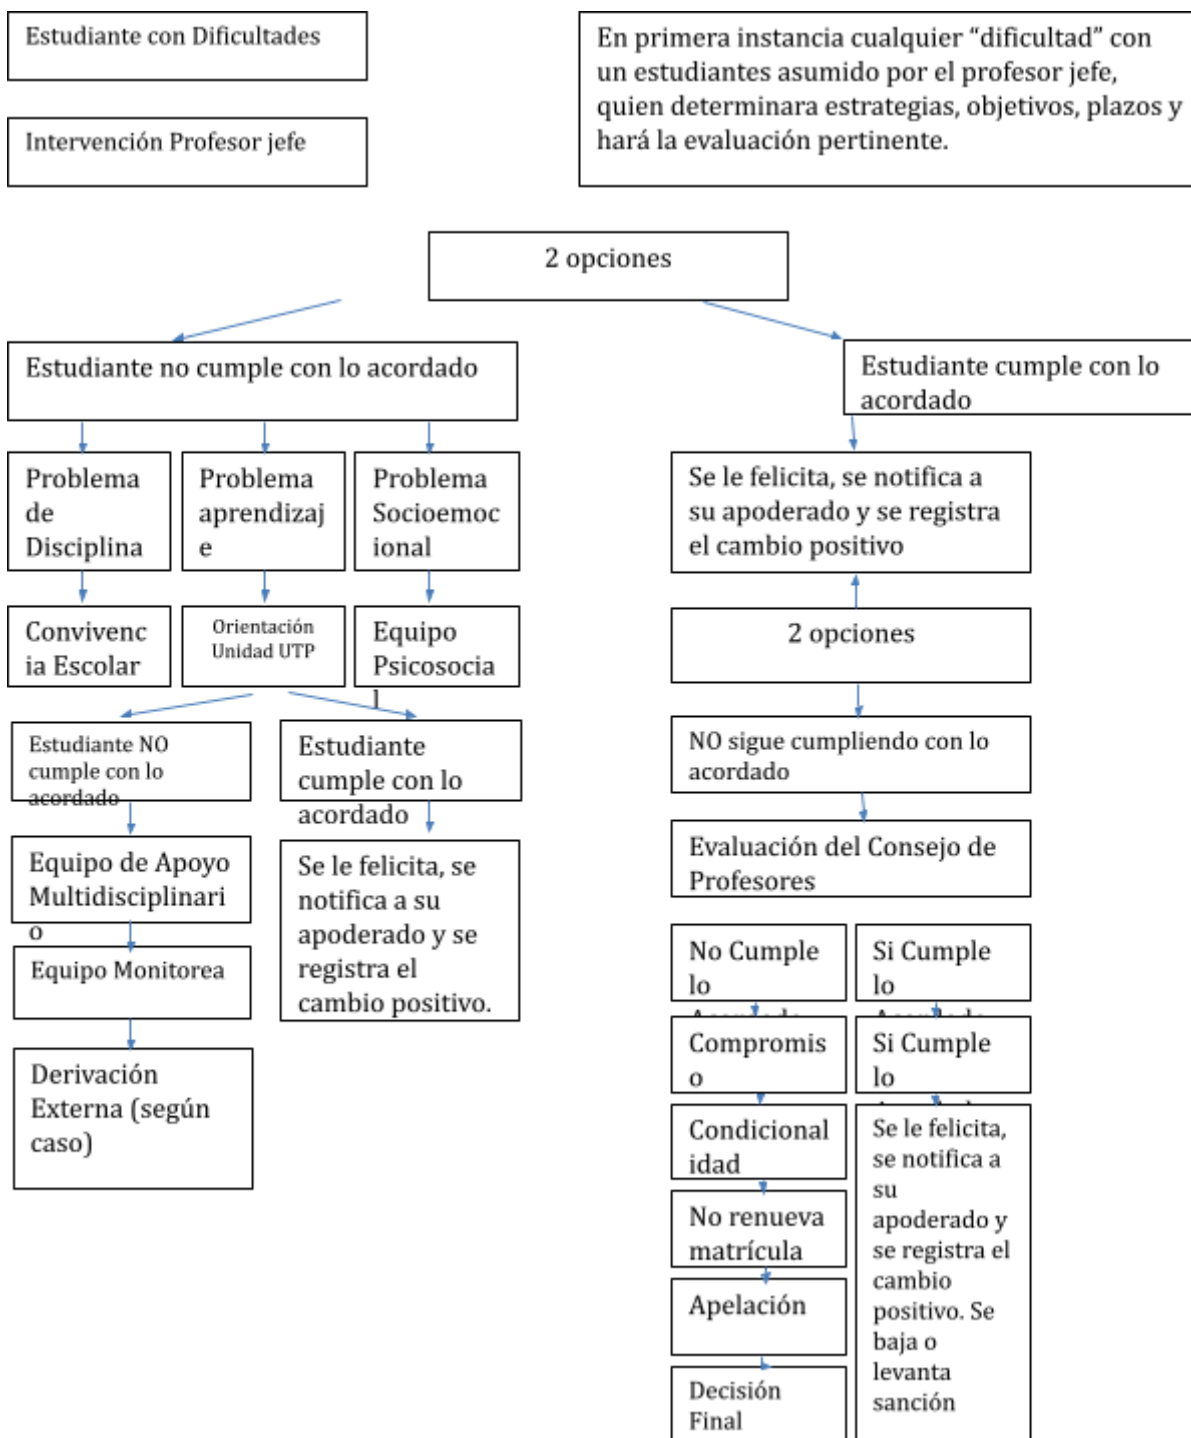 Estudiante con Dificultades
En primera instancia cualquier “dificultad” con
un estudiantes asumido por el profesor jefe,
quien determinara estrategias, objetivos, plazos y
hará la evaluación pertinente.
Intervención Profesor jefe
2 opciones
Estudiante no cumple con lo acordado
Estudiante cumple con lo
acordado
Problema
de
Disciplina
Problema
aprendizaj
e
Problema
Socioemoc
ional
Se le felicita, se notifica a
su apoderado y se registra
el cambio positivo
Convivenc
ia Escolar
Orientación
Unidad UTP
Equipo
Psicosocia
l
2 opciones
Estudiante NO
cumple con lo
acordado
Estudiante
cumple con lo
acordado
NO sigue cumpliendo con lo
acordado
Equipo de Apoyo
Multidisciplinari
o
Se le felicita, se
notifica a su
apoderado y se
registra el
cambio positivo.
Evaluación del Consejo de
Profesores
Equipo Monitorea
No Cumple
lo
Si Cumple
lo
Derivación
Externa (según
caso)
Compromis
o
Si Cumple
lo
Condicional
idad
Se le felicita,
se notifica a
su
apoderado y
se registra el
cambio
positivo. Se
baja o
levanta
sanción
No renueva
matrícula
Apelación
Decisión
Final